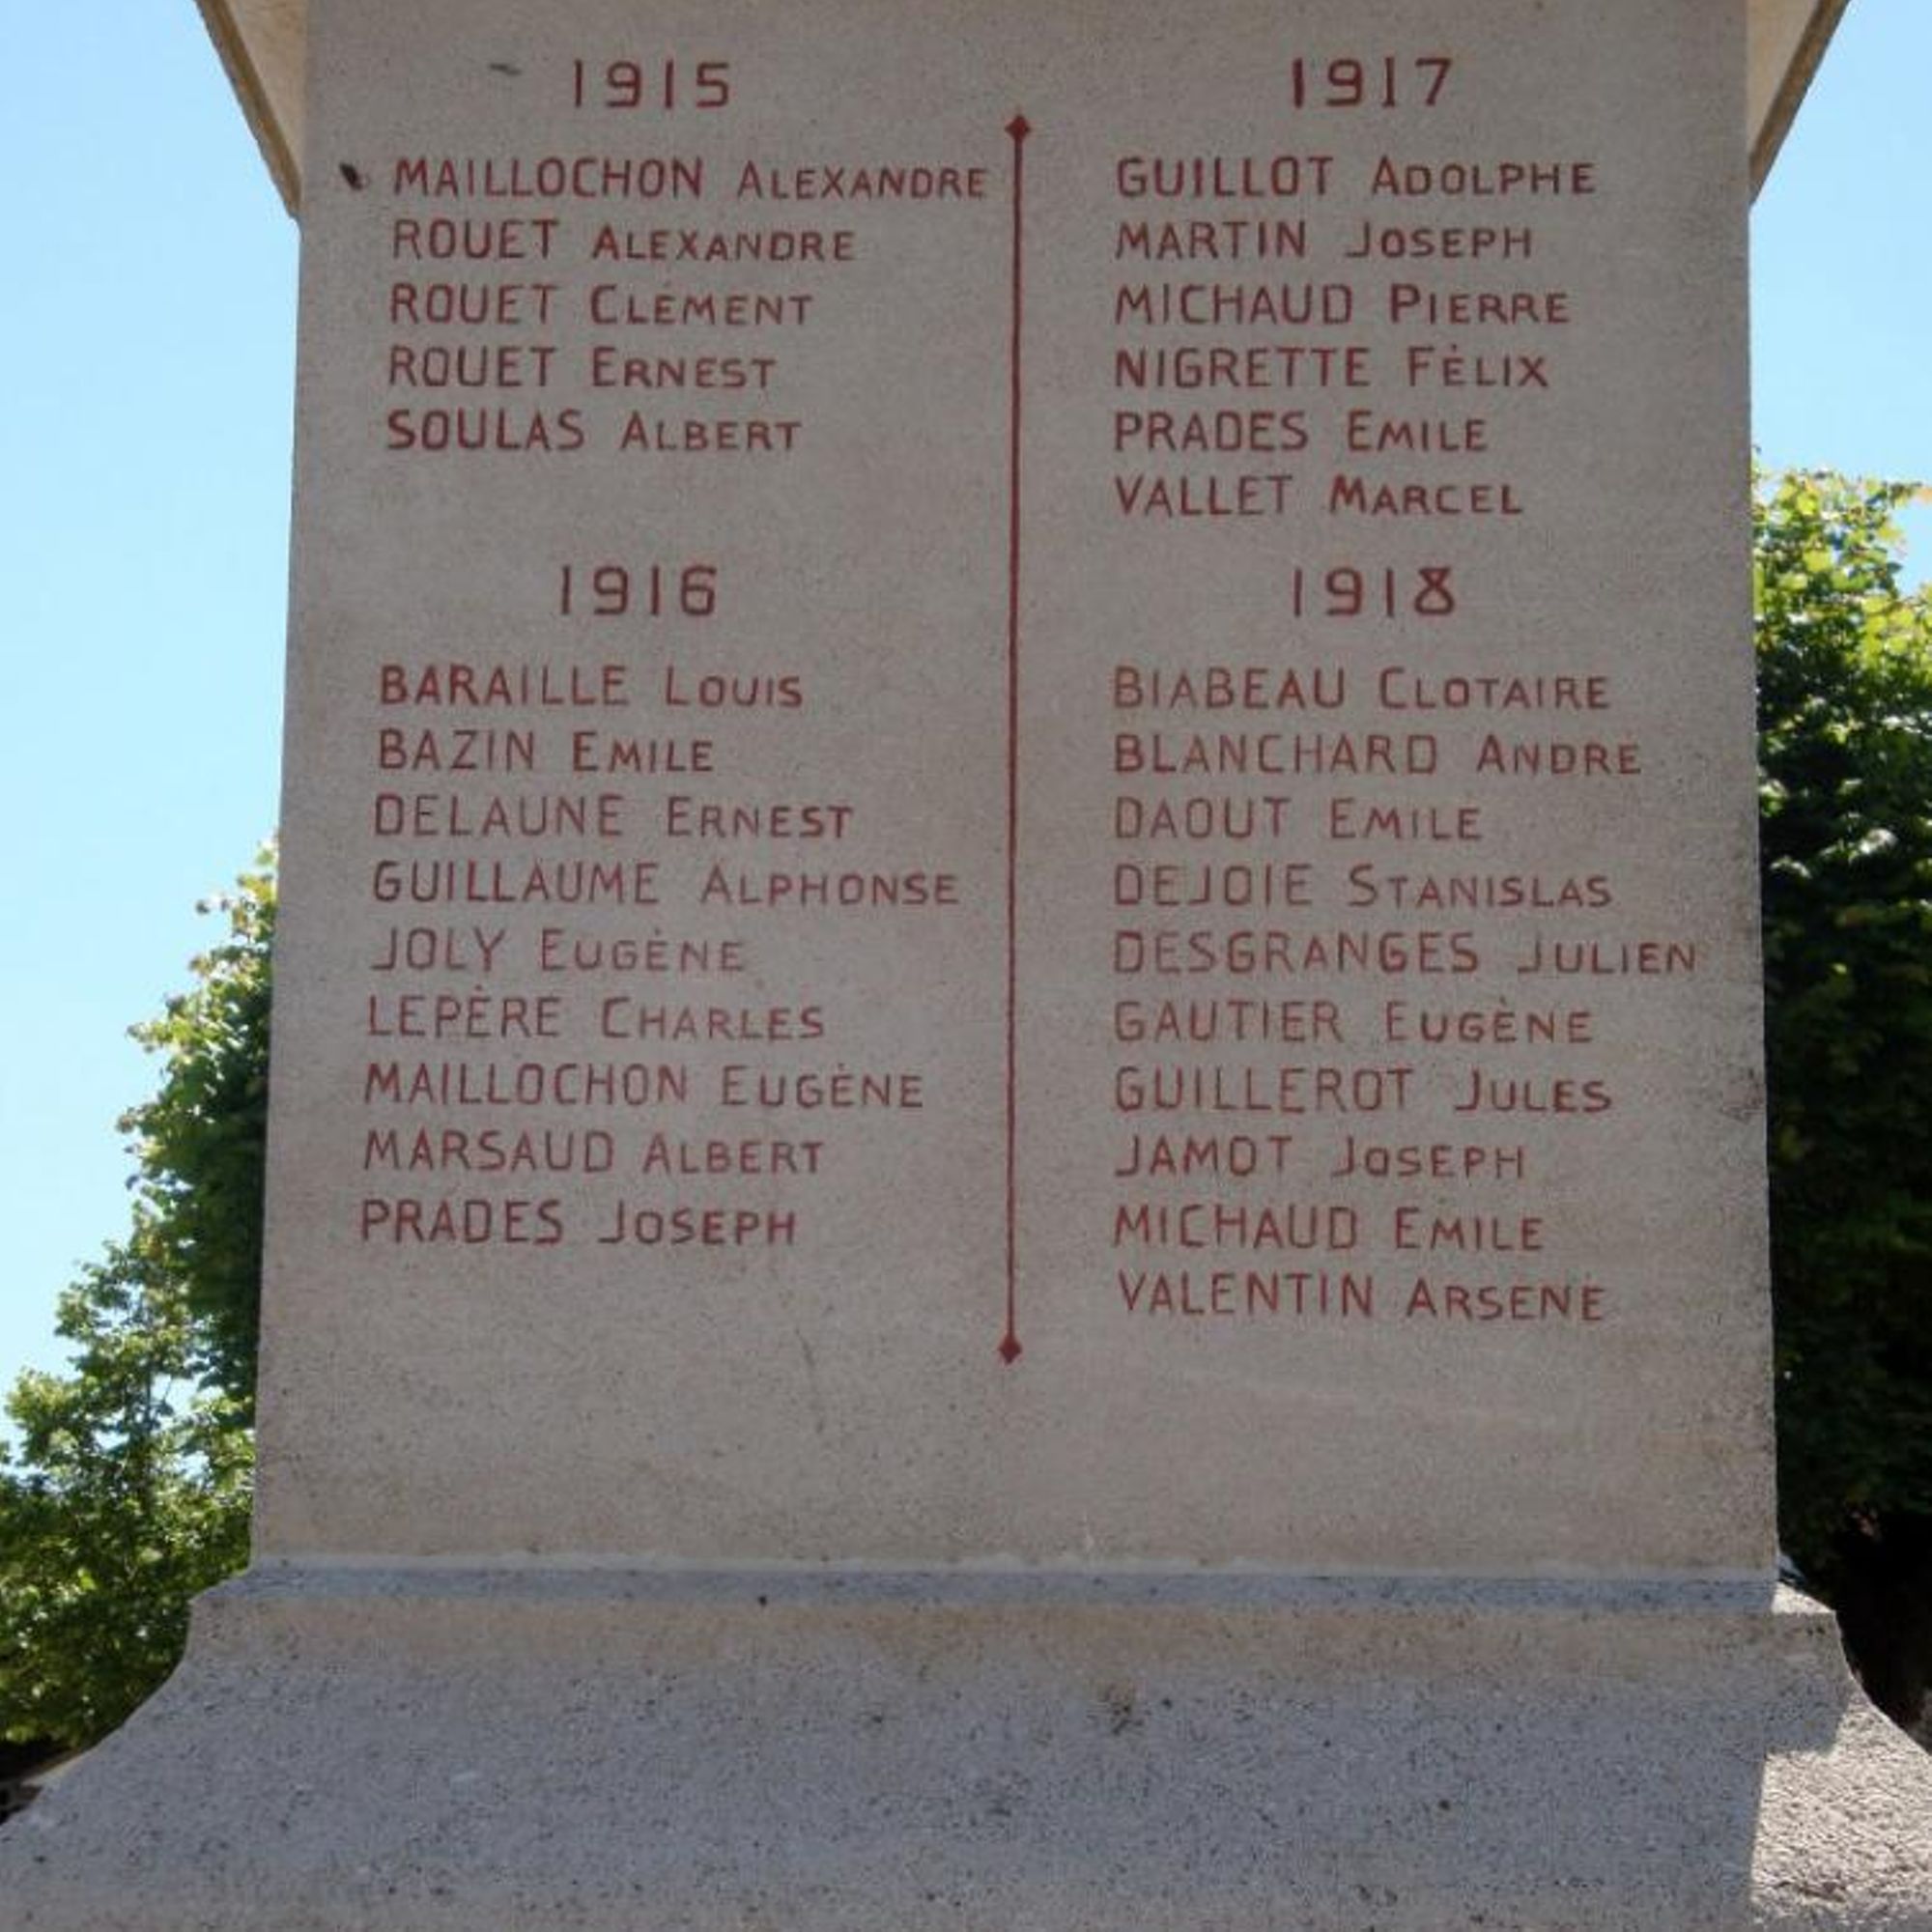 1915
MAILLOCHON ALEXANDRE
ROUET ALEXANDRE
ROUET CLÉMENT
ROUET ERNEST
SOULAS ALBERT
1916
BARAILLE LOUIS
BAZIN EMILE
DELAUNE ERNEST
GUILLAUME ALPHONSE
JOLY EUGÈNE
LEPÈRE CHARLES
MAILLOCHON EUGÈNE
MARSAUD ALBERT
PRADES JOSEPH
1917
GUILLOT ADOLPHE
MARTIN JOSEPH
MICHAUD PIERRE
NIGRETTE FÉLIX
PRADES EMILE
VALLET MARCEL
1918
BIABEAU CLOTAIRE
BLANCHARD ANDRÉ
DAOUT EMILE
DEJOIE STANISLAS
DESGRANGES JULIEN
GAUTIER EUGÈNE
GUILLEROT JULES
JAMOT JOSEPH
MICHAUD EMILE
VALENTIN ARSÈNE